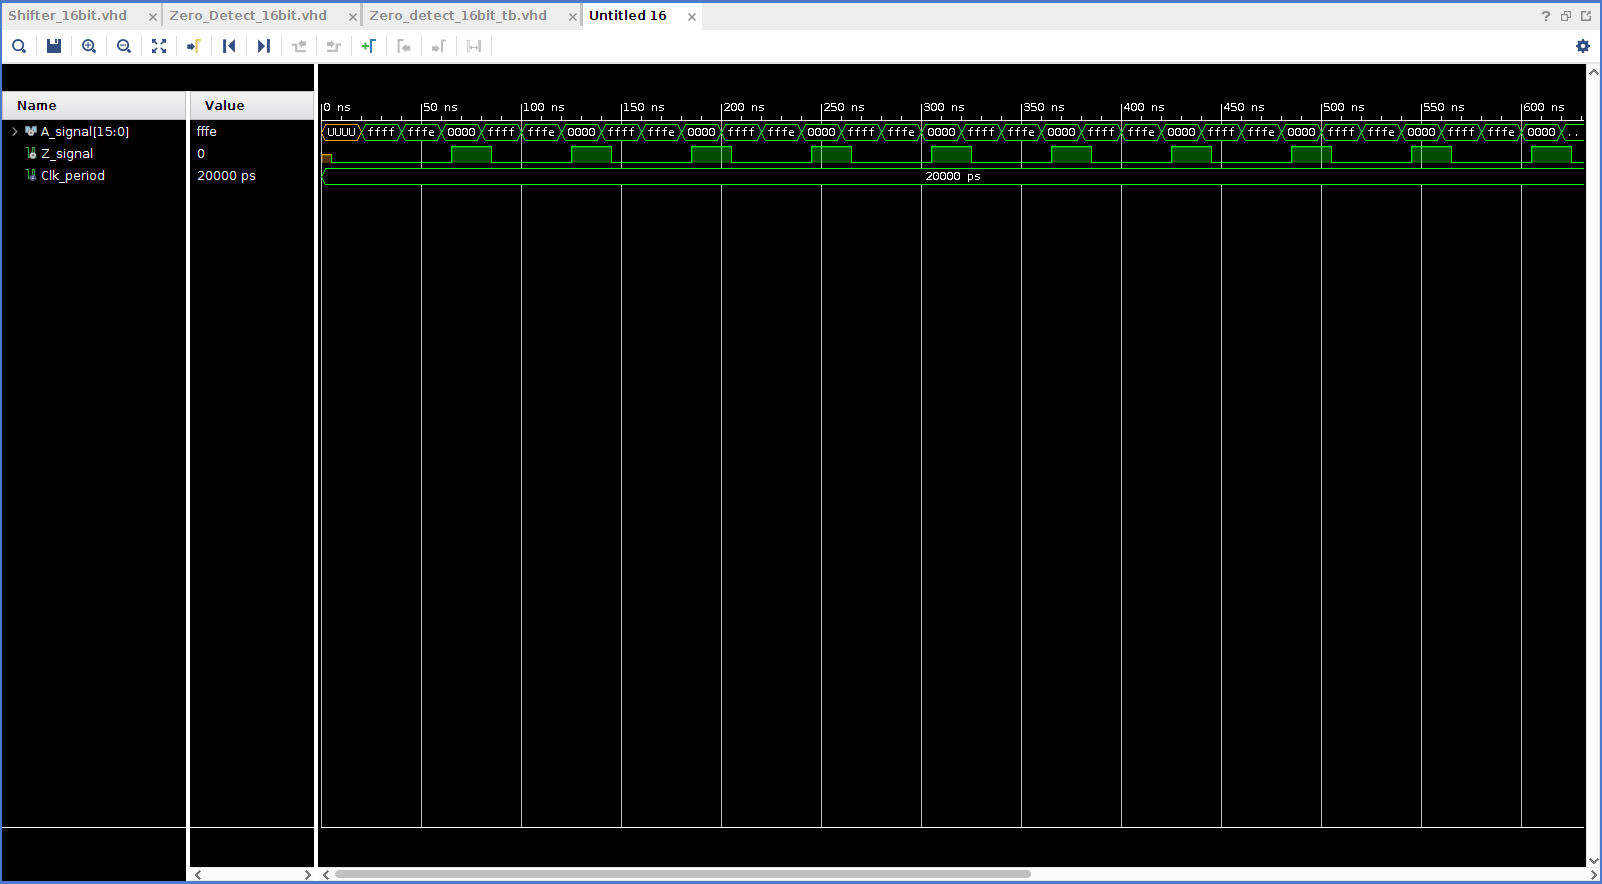 Shifter_16bit.vhd × Zero_Detect_16bit.vhd × Zero_detect_16bit_tb.vhd × Untitled 16 × ?
Name Value
0 ns 50 ns 100 ns 150 ns 200 ns 250 ns 300 ns 350 ns 400 ns 450 ns 500 ns 550 ns 600 ns
A_signal[15:0] fffe UUUU ffff fffe 0000 ffff fffe 0000 ffff fffe 0000 ffff fffe 0000 ffff fffe 0000 ffff fffe 0000 ffff fffe 0000 ffff fffe 0000 ffff fffe 0000 ffff fffe 0000 ..
Z_signal 0
Clk_period 20000 ps 20000 ps